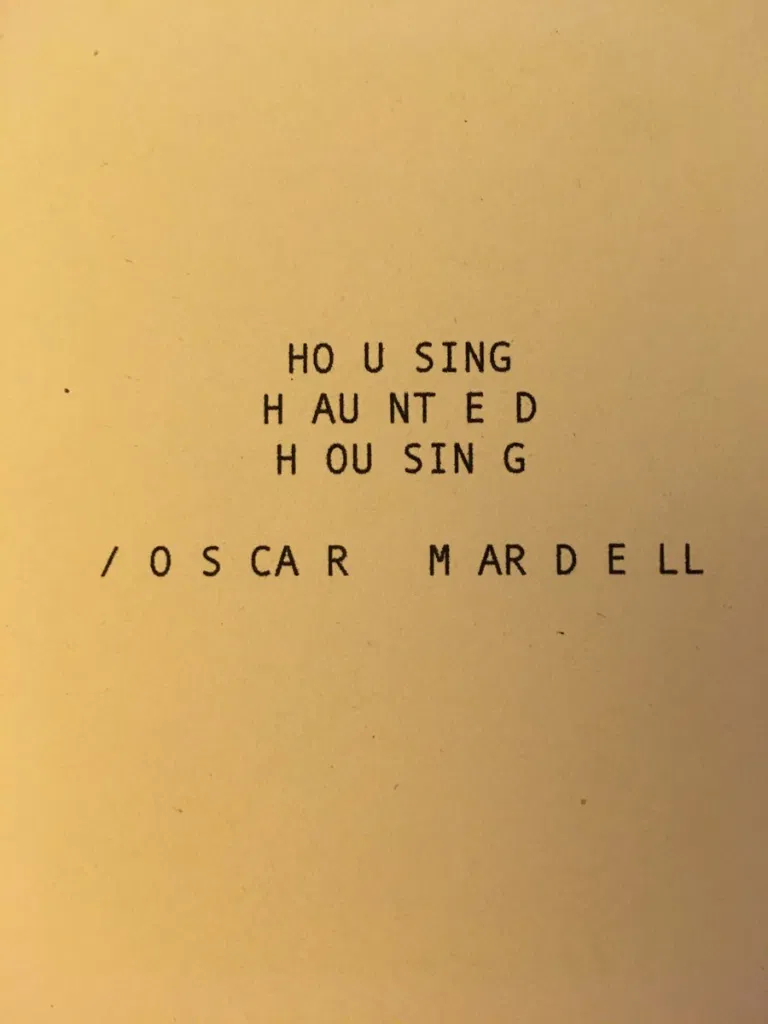 HO U SING
H AU NT E D
H OU SIN G
/ O S CA R M AR D E LL